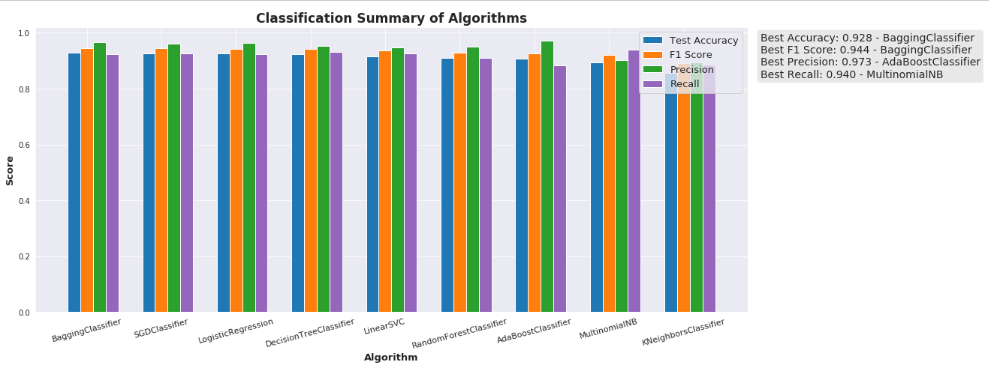 Classification Summary of Algorithms
1.0
0.8
0.6
0.4
0.2
0.0
Score
Test Accuracy
F1 Score
Precision
Recall
Best Accuracy: 0.928 - BaggingClassifier
Best F1 Score: 0.944 - BaggingClassifier
Best Precision: 0.973 - AdaBoostClassifier
Best Recall: 0.940 - MultinomialNB
BaggingClassifier
SGDClassifier
LogisticRegression
DecisionTreeClassifier
LinearSVC
RandomForestClassifier
AdaBoostClassifier
MultinomialNB
KNeighborsClassifier
Algorithm